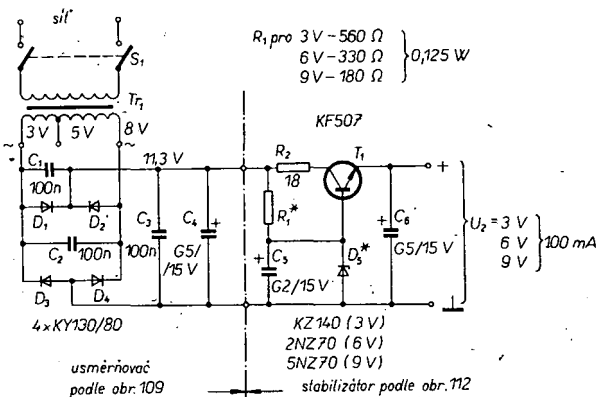 síť
S₁
Tr₁
3 V 5 V 8 V
~ ~
C₁
100n
D₁ D₂
C₂ 100n
D₃ D₄
4×KY130/80
11,3 V
C₃
100n
C₄ +
G5/
/15 V
R₁ pro 3 V – 560 Ω
6 V – 330 Ω
9 V – 180 Ω
0,125 W
KF507
R₂
18
T₁
R₁*
C₅
+
G2/15 V
D₅*
C₆
+
G5/15 V
+
U₂ = 3 V
6 V
9 V
100 mA
KZ140 (3 V)
2NZ70 (6 V)
5NZ70 (9 V)
usměrňovač
podle obr. 109
stabilizátor podle obr. 112